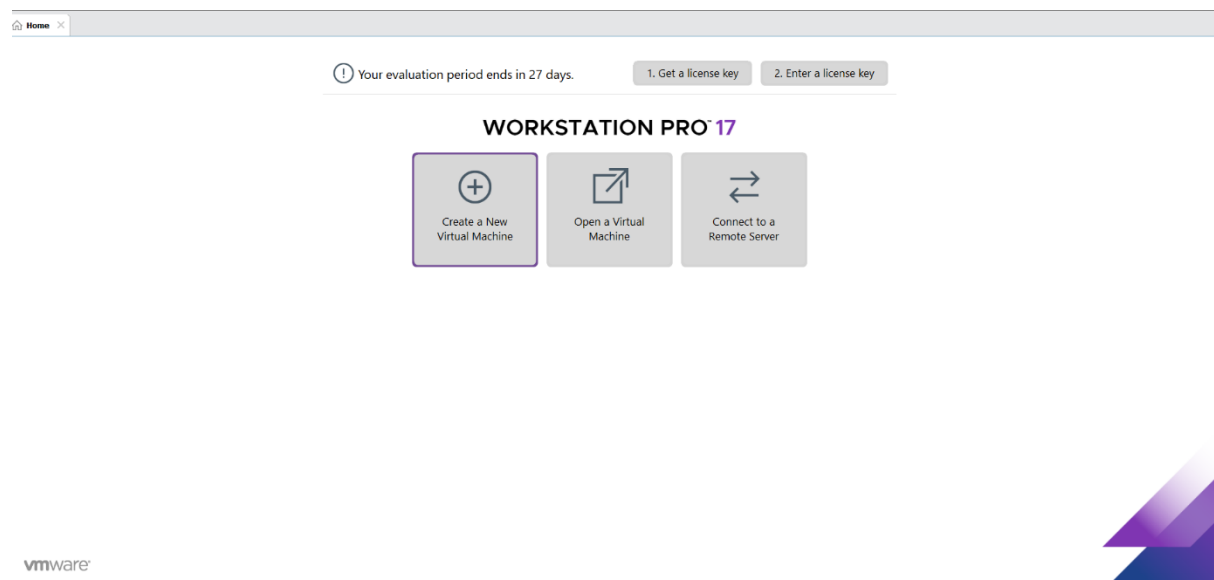 Home
Your evaluation period ends in 27 days.
1. Get a license key
2. Enter a license key
WORKSTATION PRO™ 17
Create a New
Virtual Machine
Open a Virtual
Machine
Connect to a
Remote Server
vmware®